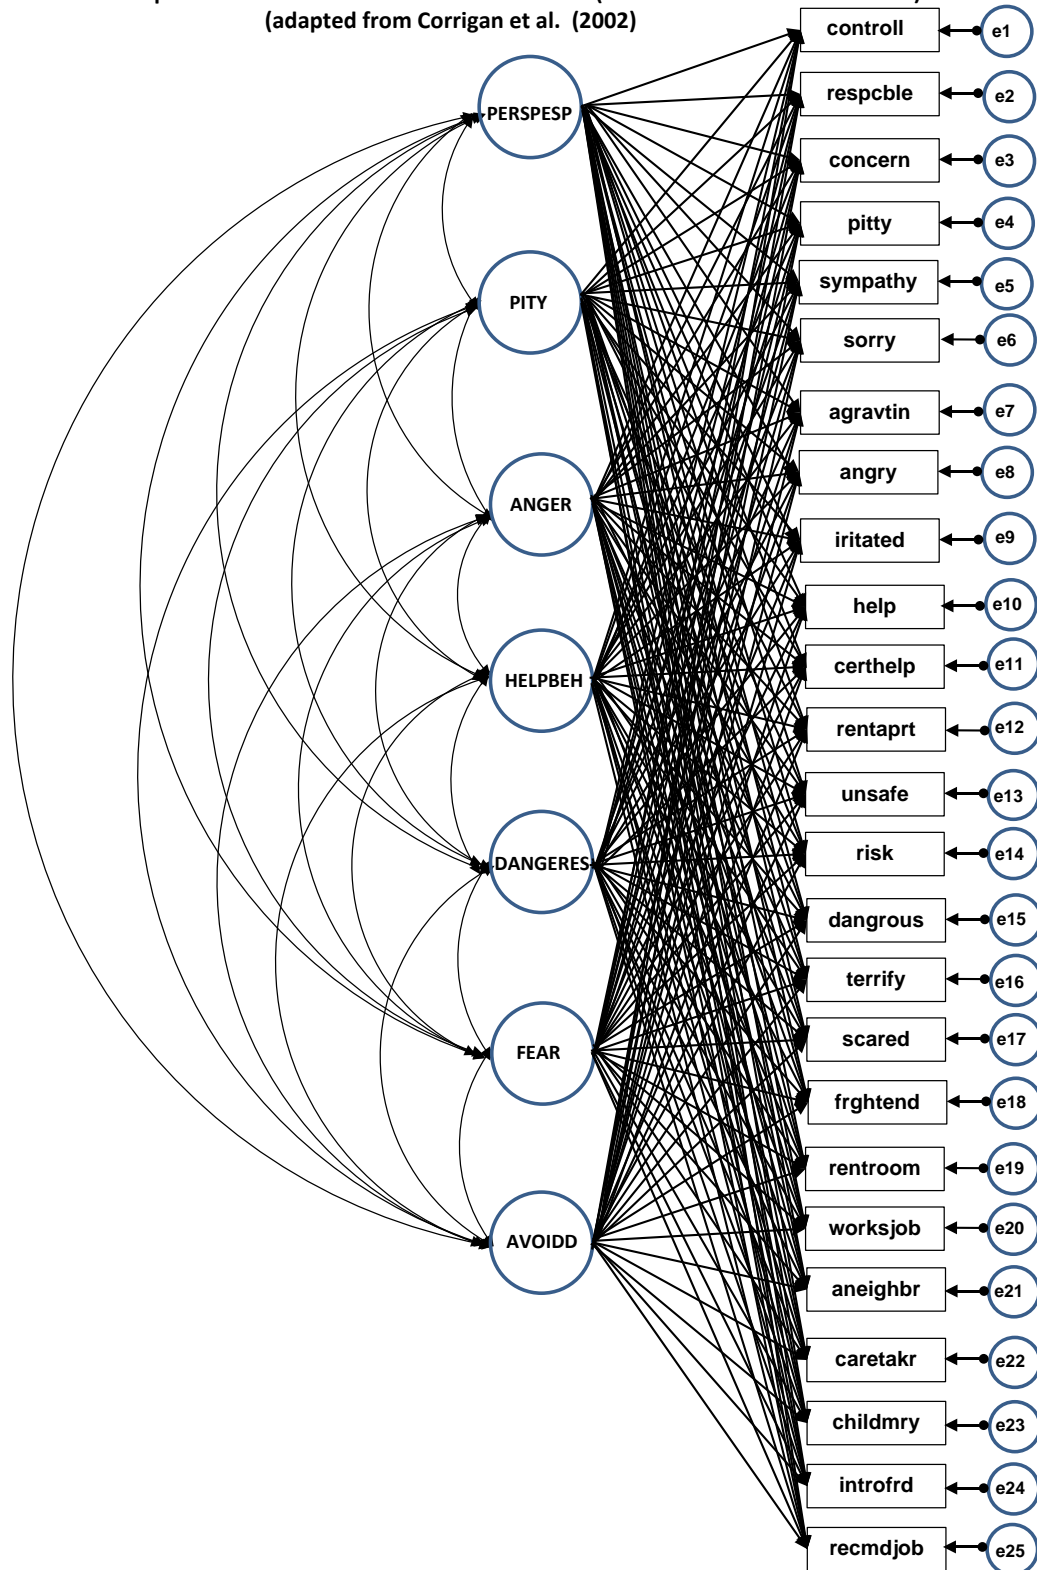 (adapted from Corrigan et al.  (2002)
controll
e1
PERSPESP
respcble
e2
concern
e3
pitty
e4
PITY
sympathy
e5
sorry
e6
agravtin
e7
ANGER
angry
e8
iritated
e9
help
e10
HELPBEH
certhelp
e11
rentaprt
e12
unsafe
e13
DANGERES
risk
e14
dangrous
e15
terrify
e16
FEAR
scared
e17
frghtend
e18
rentroom
e19
AVOIDD
worksjob
e20
aneighbr
e21
caretakr
e22
childmry
e23
introfrd
e24
recmdjob
e25